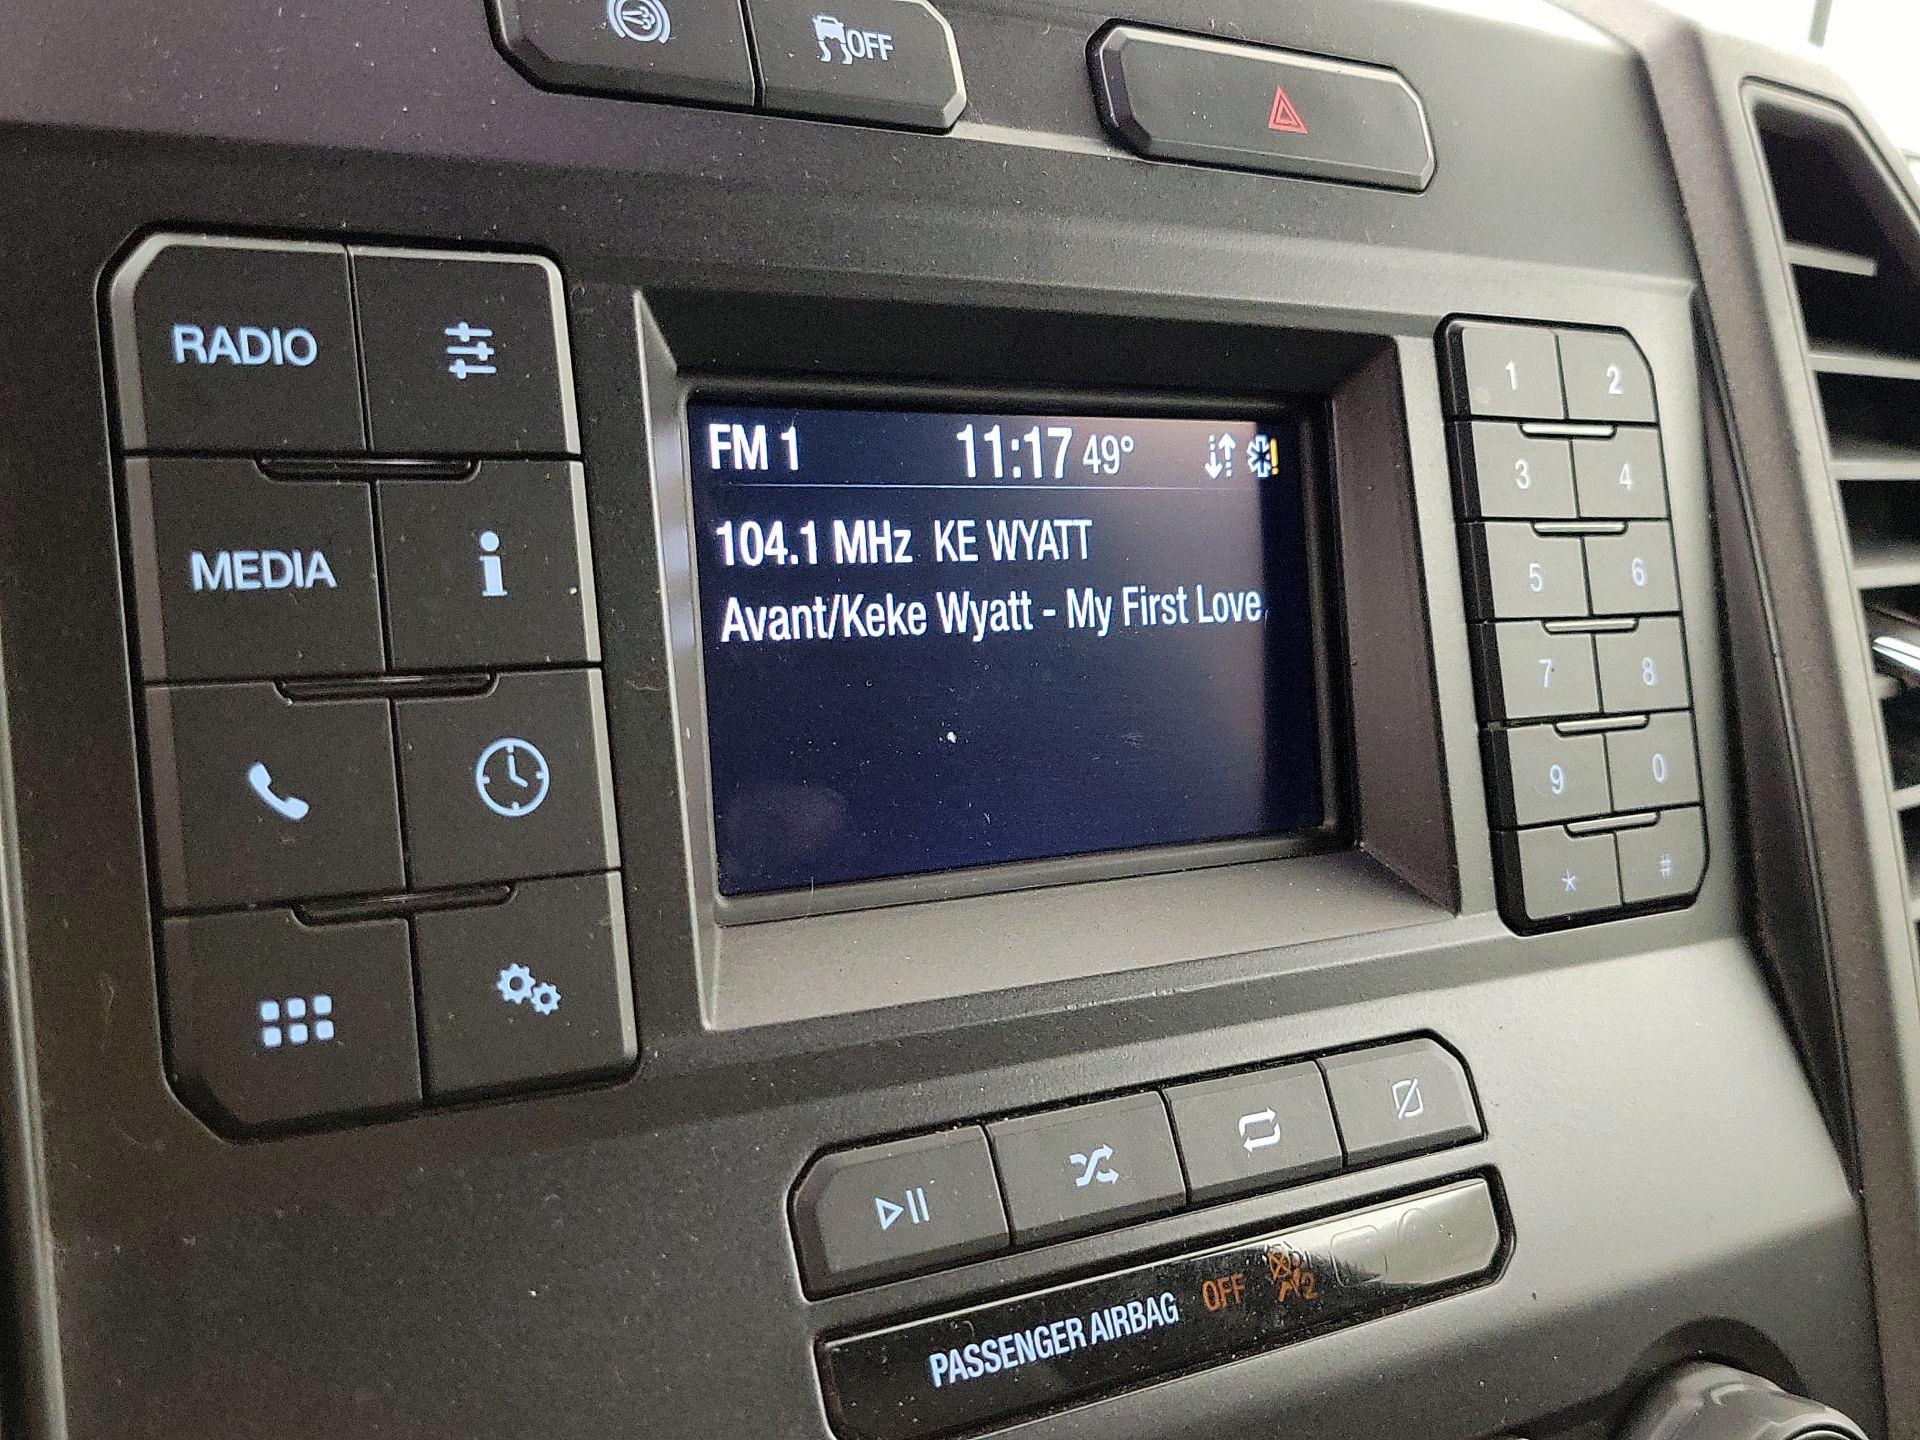 OFF
RADIO
MEDIA
FM 1 11:17 49°
104.1 MHz KE WYATT
Avant/Keke Wyatt - My First Love
1 2
3 4
5 6
7 8
9 0
* #
PASSENGER AIRBAG OFF 2